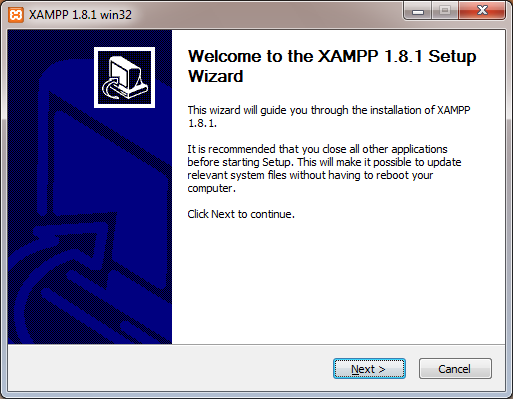 XAMPP 1.8.1 win32
Welcome to the XAMPP 1.8.1 Setup
Wizard
This wizard will guide you through the installation of XAMPP
1.8.1.
It is recommended that you close all other applications
before starting Setup. This will make it possible to update
relevant system files without having to reboot your
computer.
Click Next to continue.
Next >
Cancel